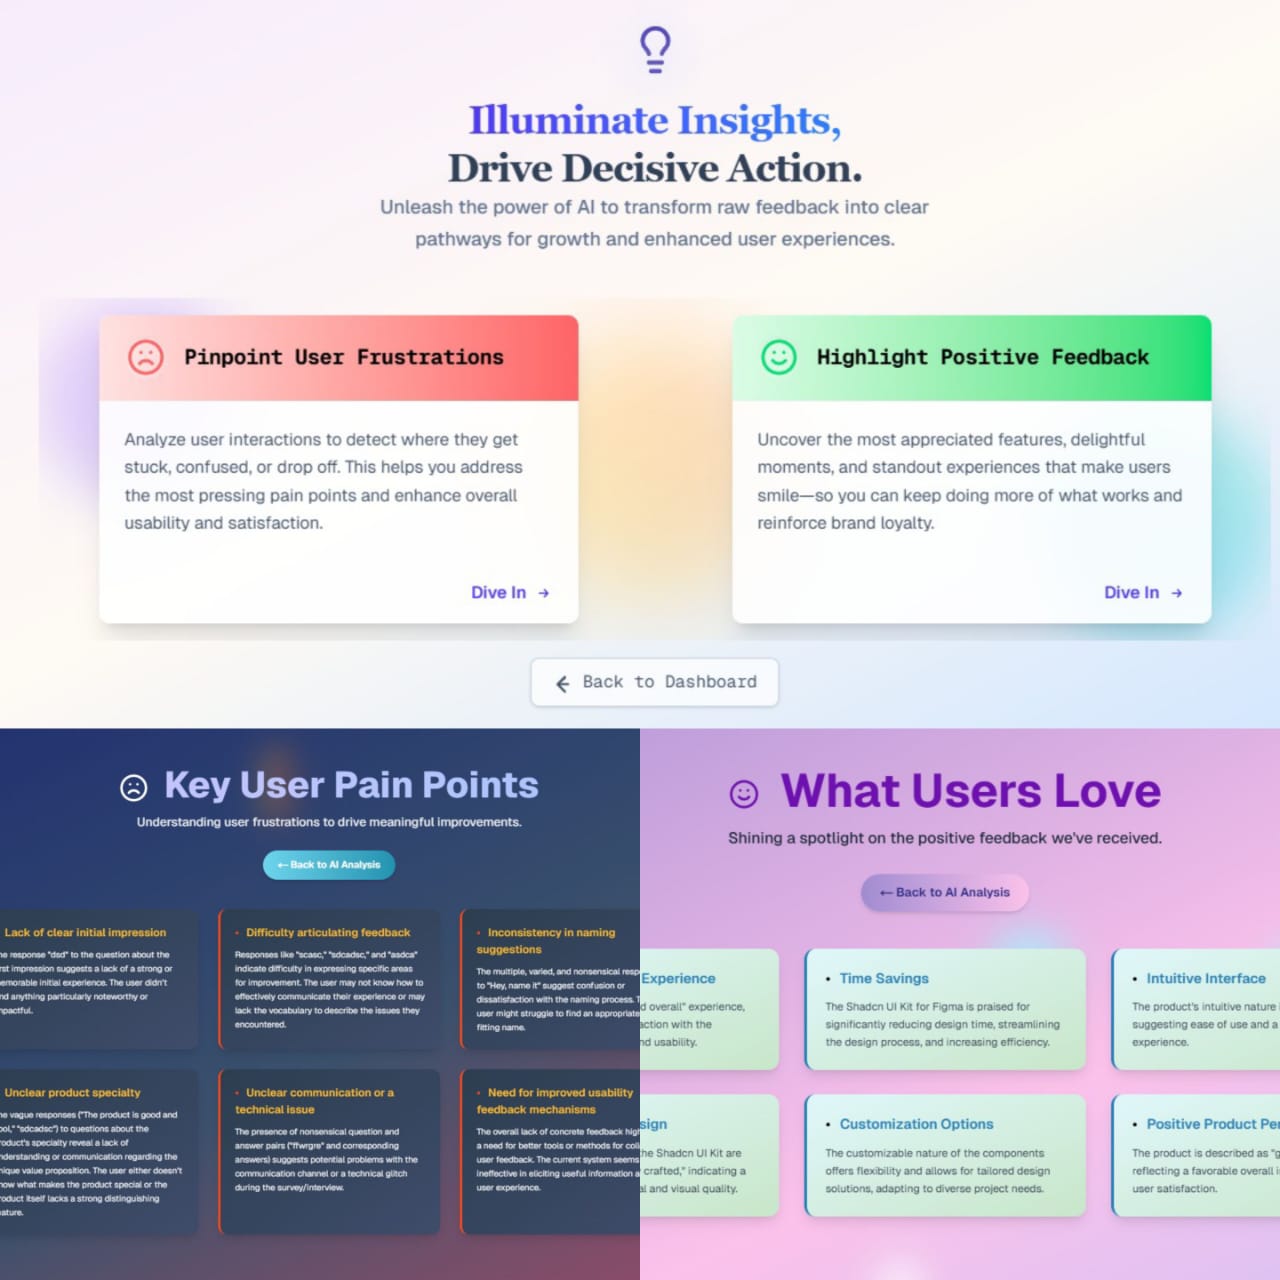 Illuminate Insights,
Drive Decisive Action.
Unleash the power of AI to transform raw feedback into clear
pathways for growth and enhanced user experiences.
Pinpoint User Frustrations
Analyze user interactions to detect where they get
stuck, confused, or drop off. This helps you address
the most pressing pain points and enhance overall
usability and satisfaction.
Dive In →
Highlight Positive Feedback
Uncover the most appreciated features, delightful
moments, and standout experiences that make users
smile—so you can keep doing more of what works and
reinforce brand loyalty.
Dive In →
← Back to Dashboard
Key User Pain Points
Understanding user frustrations to drive meaningful improvements.
← Back to AI Analysis
Lack of clear initial impression
response "dsd" to the question about the
impression suggests a lack of a strong or
initial experience. The user didn't
anything particularly noteworthy or
• Difficulty articulating feedback
Responses like "scasc," "sdcadsc," and "asdca"
indicate difficulty in expressing specific areas
for improvement. The user may not know how to
effectively communicate their experience or may
lack the vocabulary to describe the issues they
encountered.
• Inconsistency in naming
suggestions
The multiple, varied, and nonsensical
to "Hey, name it" suggest confusion or
dissatisfaction with the naming process.
user might struggle to find an appropriate
fitting name.
Unclear product specialty
vague responses ("The product is good and
"sdcadsc") to questions about the
specialty reveal a lack of
understanding or communication regarding the
value proposition. The user either doesn't
what makes the product special or the
itself lacks a strong distinguishing
• Unclear communication or a
technical issue
The presence of nonsensical question and
answer pairs ("ffwrgre" and corresponding
answers) suggests potential problems with the
communication channel or a technical glitch
during the survey/interview.
• Need for improved usability
feedback mechanisms
The overall lack of concrete feedback
a need for better tools or methods for
user feedback. The current system seems
ineffective in eliciting useful information
user experience.
What Users Love
Shining a spotlight on the positive feedback we've received.
← Back to AI Analysis
Experience
overall" experience,
with the
usability.
• Time Savings
The Shadcn UI Kit for Figma is praised for
significantly reducing design time, streamlining
the design process, and increasing efficiency.
• Intuitive Interface
The product's intuitive nature
suggesting ease of use and a
experience.
Shadcn UI Kit are
crafted," indicating a
and visual quality.
• Customization Options
The customizable nature of the components
offers flexibility and allows for tailored design
solutions, adapting to diverse project needs.
• Positive Product
The product is described as
reflecting a favorable overall
user satisfaction.